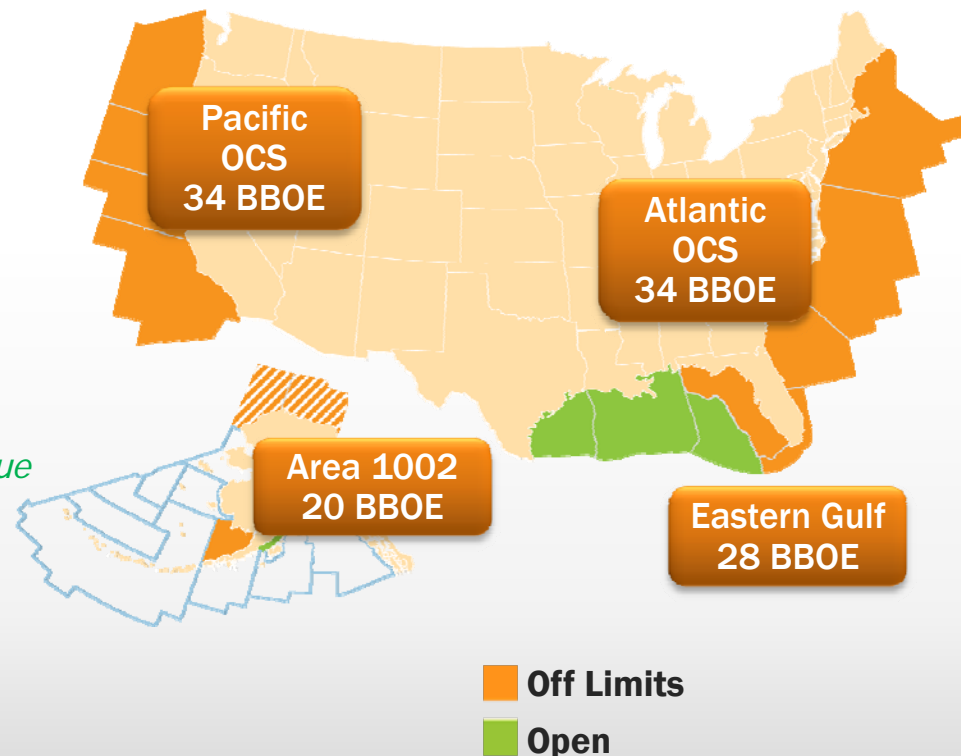 Pacific
OCS
34 BBOE
Atlantic
OCS
34 BBOE
Area 1002
20 BBOE
Eastern Gulf
28 BBOE
Off Limits
Open